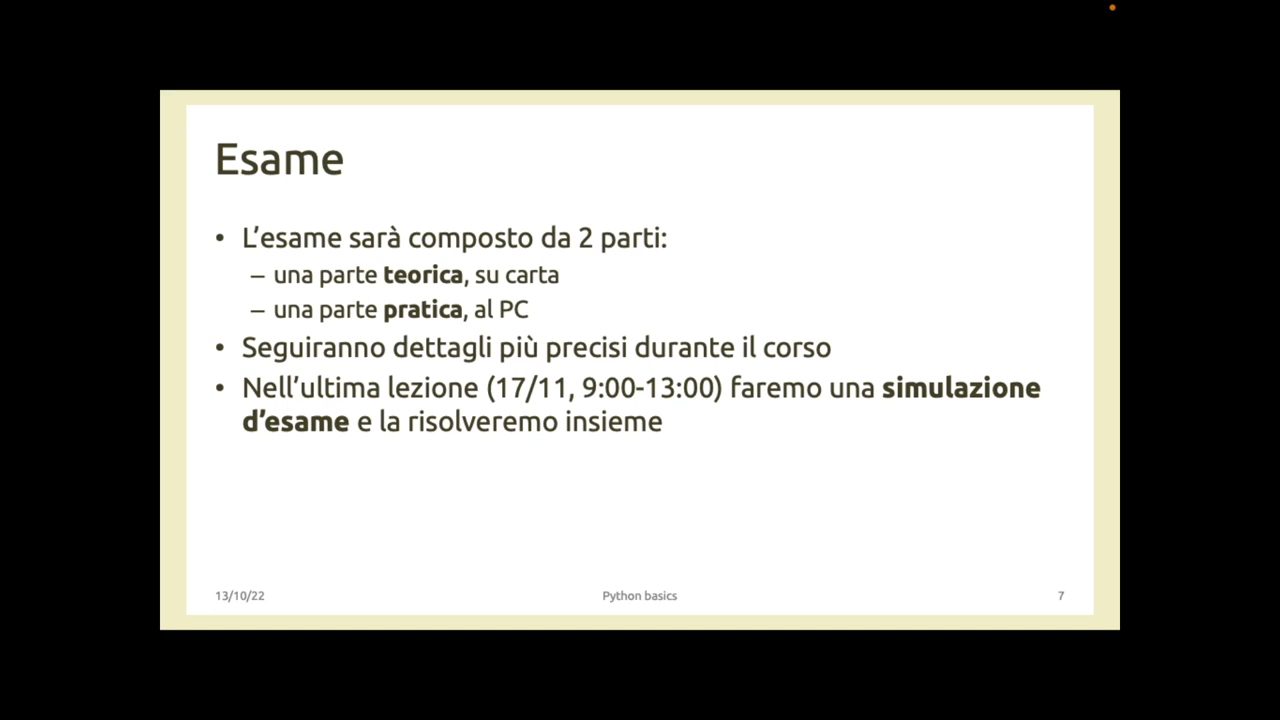 Esame
• L'esame sarà composto da 2 parti:
– una parte teorica, su carta
– una parte pratica, al PC
• Seguiranno dettagli più precisi durante il corso
• Nell'ultima lezione (17/11, 9:00-13:00) faremo una simulazione
d'esame e la risolveremo insieme
13/10/22
Python basics
7